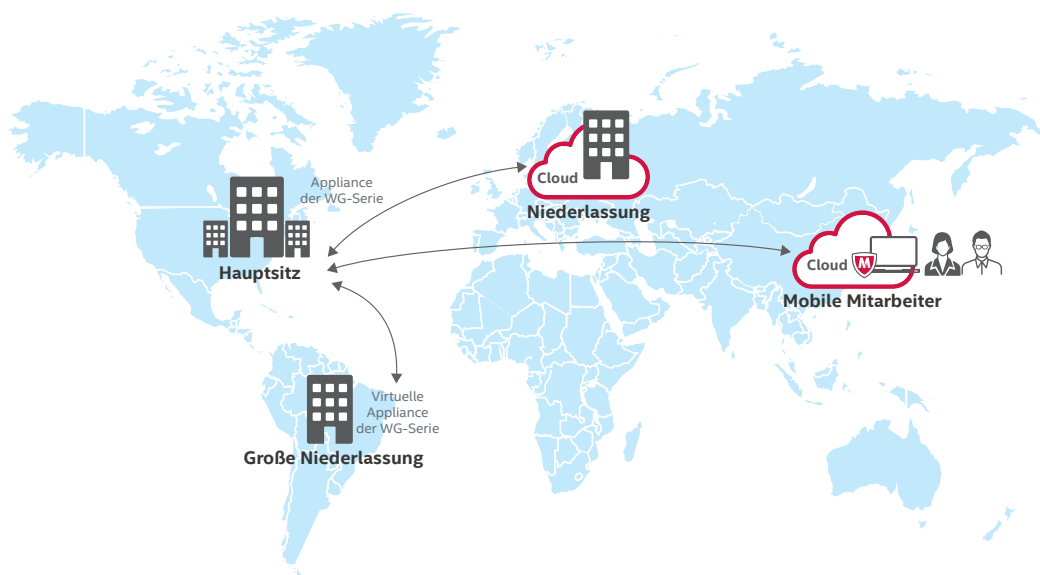 Appliance
der WG-Serie
Hauptsitz
Cloud
Niederlassung
Cloud
M
Mobile Mitarbeiter
Virtuelle
Appliance
der WG-Serie
Große Niederlassung